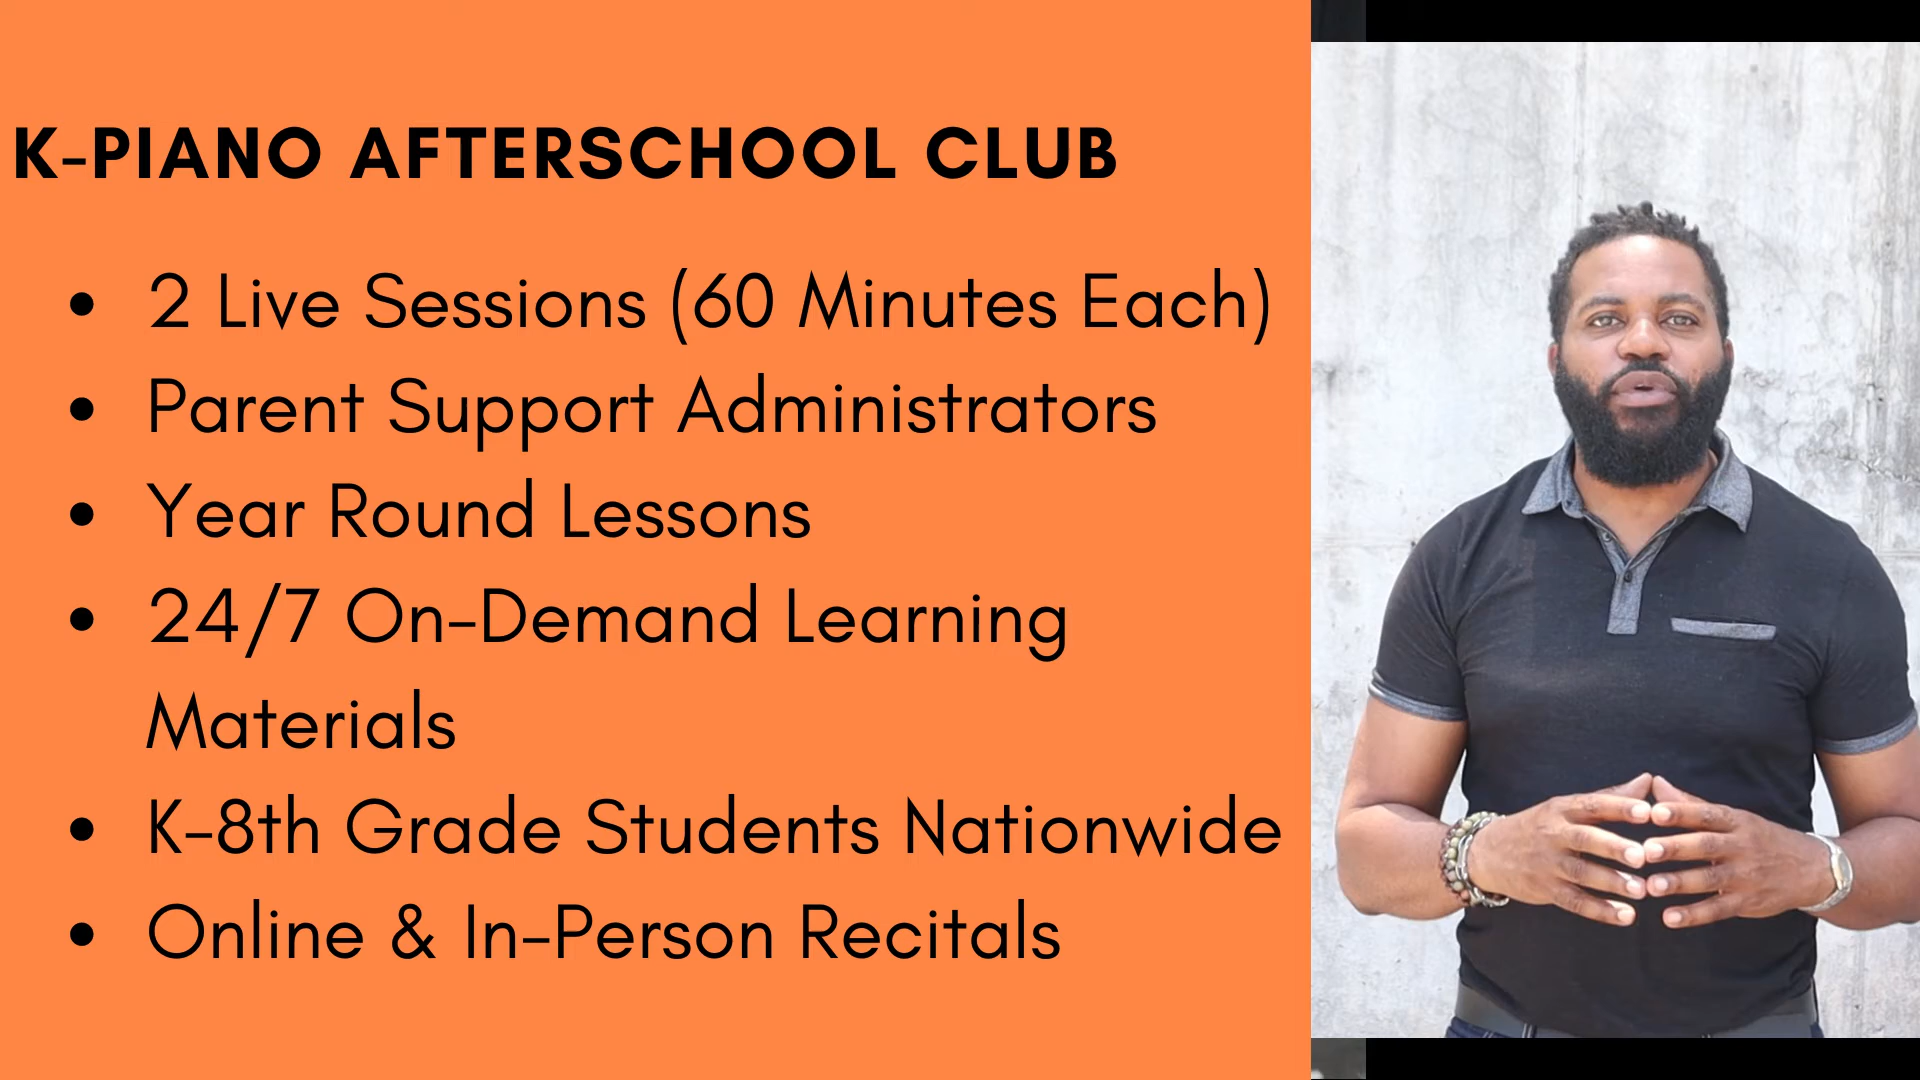 K-PIANO AFTERSCHOOL CLUB
• 2 Live Sessions (60 Minutes Each)
• Parent Support Administrators
• Year Round Lessons
• 24/7 On-Demand Learning
Materials
• K-8th Grade Students Nationwide
• Online & In-Person Recitals